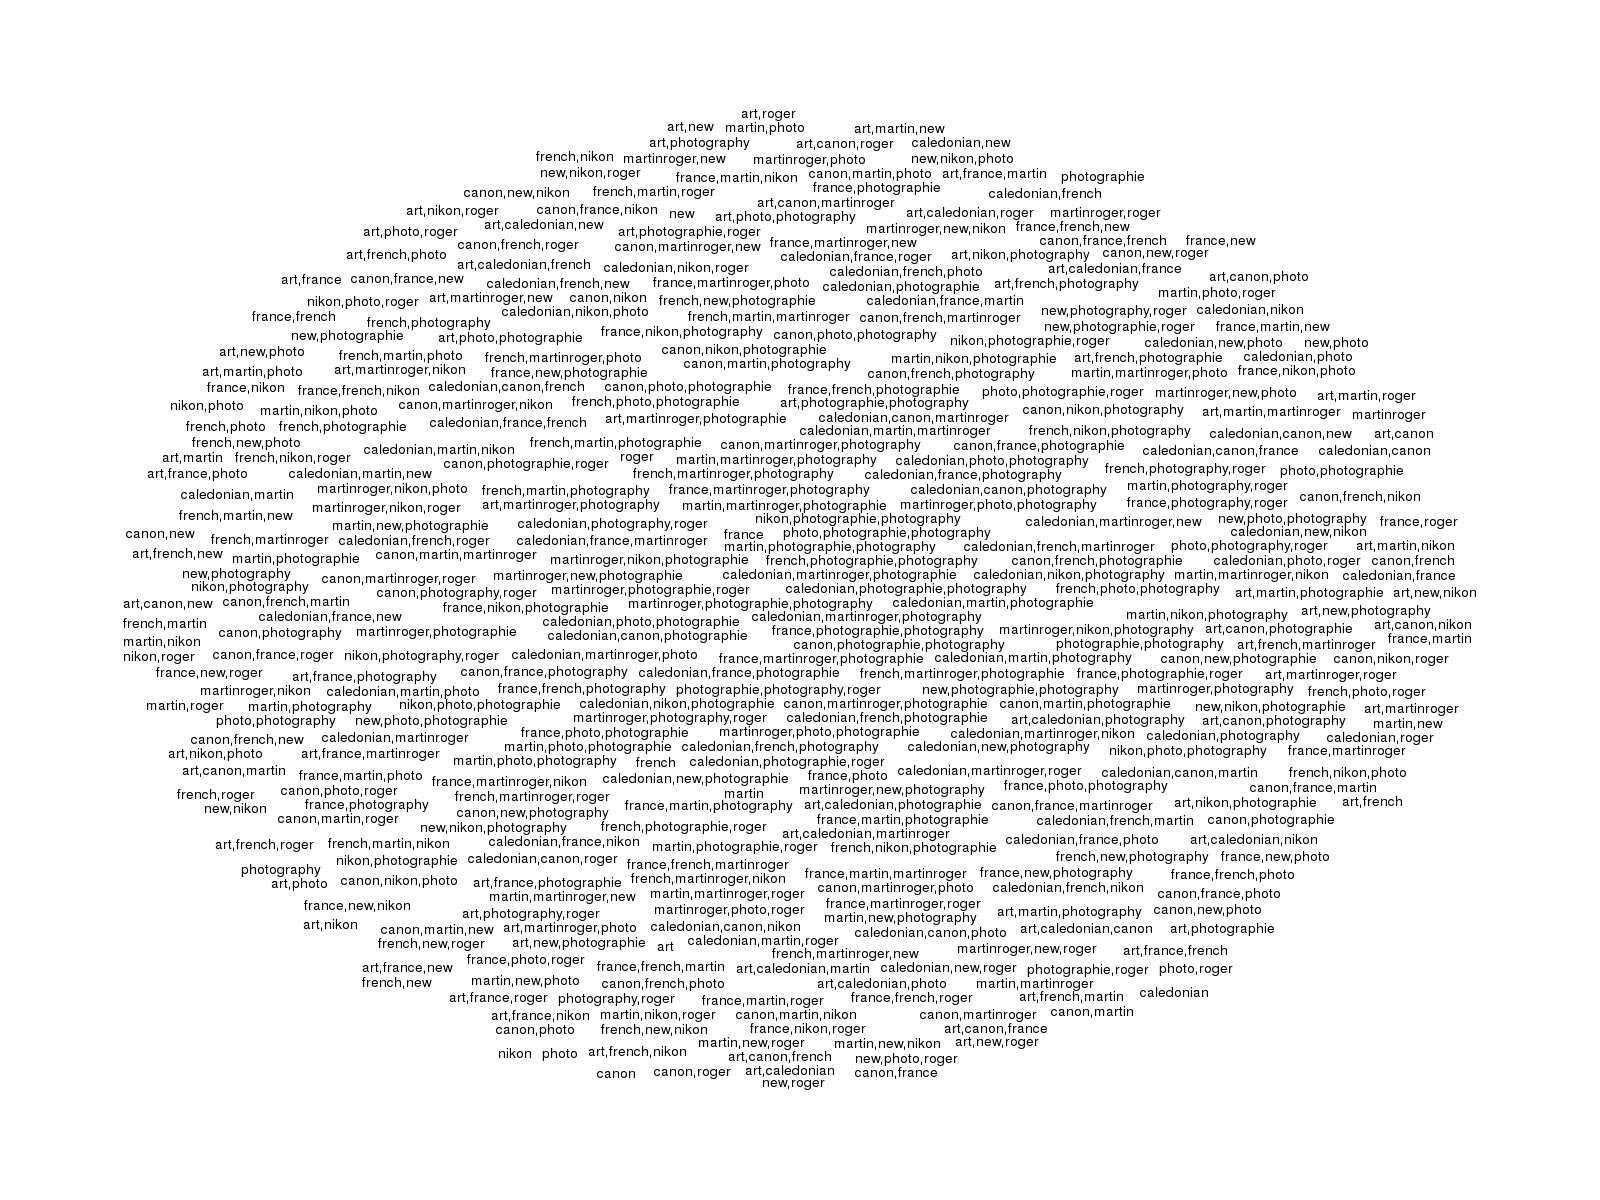 art,roger
art,new martin,photo art,martin,new
art,photography art,canon,roger caledonian,new
french,nikon martinroger,new martinroger,photo new,nikon,photo
new,nikon,roger france,martin,nikon canon,martin,photo art,france,martin photographie
canon,new,nikon french,martin,roger france,photographie caledonian,french
art,nikon,roger canon,france,nikon new art,canon,martinroger art,photo,photography art,caledonian,roger martinroger,roger
art,photo,roger art,caledonian,new art,photographie,roger martinroger,new,nikon france,french,new
art,french,photo canon,french,roger canon,martinroger,new france,martinroger,new caledonian,france,roger art,nikon,photography canon,france,french canon,new,roger france,new
art,caledonian,french caledonian,nikon,roger caledonian,french,photo art,caledonian,france
art,france canon,france,new caledonian,french,new france,martinroger,photo caledonian,photographie art,french,photography art,canon,photo
nikon,photo,roger art,martinroger,new canon,nikon french,new,photographie caledonian,france,martin martin,photo,roger
france,french french,photography caledonian,nikon,photo french,martin,martinroger canon,french,martinroger new,photography,roger caledonian,nikon
new,photographie art,photo,photographie france,nikon,photography canon,photo,photography nikon,photographie,roger new,photographie,roger france,martin,new
art,new,photo french,martin,photo french,martinroger,photo canon,nikon,photographie martin,nikon,photographie art,french,photographie caledonian,new,photo new,photo
art,martin,photo art,martinroger,nikon france,new,photographie canon,martin,photography canon,french,photography martin,martinroger,photo caledonian,photo france,nikon,photo
france,nikon france,french,nikon caledonian,canon,french canon,photo,photographie france,french,photographie photo,photographie,roger martinroger,new,photo art,martin,roger
nikon,photo martin,nikon,photo canon,martinroger,nikon french,photo,photographie art,photographie,photography canon,nikon,photography art,martin,martinroger martinroger
french,photo french,photographie caledonian,france,french art,martinroger,photographie caledonian,canon,martinroger
french,new,photo caledonian,martin,nikon french,martin,photographie canon,martinroger,photography caledonian,martin,martinroger french,nikon,photography caledonian,canon,new art,canon
art,martin french,nikon,roger canon,photographie,roger roger martin,martinroger,photography caledonian,photo,photography canon,france,photographie caledonian,canon,france caledonian,canon
art,france,photo caledonian,martin,new french,martinroger,photography caledonian,france,photography french,photography,roger photo,photographie
caledonian,martin martinroger,nikon,photo french,martin,photography france,martinroger,photography caledonian,canon,photography martin,photography,roger canon,french,nikon
french,martin,new martinroger,nikon,roger art,martinroger,photography martin,martinroger,photographie martinroger,photo,photography france,photography,roger
canon,new martin,new,photographie caledonian,photography,roger nikon,photographie,photography caledonian,martinroger,new new,photo,photography france,roger
french,martinroger caledonian,french,roger caledonian,france,martinroger france photo,photographie,photography caledonian,new,nikon
art,french,new martin,photographie canon,martin,martinroger martinroger,nikon,photographie martin,photographie,photography caledonian,french,martinroger photo,photography,roger art,martin,nikon
new,photography canon,martinroger,roger martinroger,new,photographie french,photographie,photography canon,french,photographie caledonian,photo,roger canon,french
nikon,photography canon,photography,roger martinroger,photographie,roger caledonian,martinroger,photographie caledonian,nikon,photography martin,martinroger,nikon caledonian,france
caledonian,photographie,photography french,photo,photography art,martin,photographie art,new,nikon
art,canon,new canon,french,martin france,nikon,photographie martinroger,photographie,photography caledonian,martin,photographie
french,martin caledonian,france,new caledonian,photo,photographie caledonian,martinroger,photography martin,nikon,photography art,new,photography
martin,nikon canon,photography martinroger,photographie caledonian,canon,photographie france,photographie,photography martinroger,nikon,photography art,canon,photographie art,canon,nikon
canon,photographie,photography photographie,photography art,french,martinroger france,martin
nikon,roger canon,france,roger nikon,photography,roger caledonian,martinroger,photo france,martinroger,photographie caledonian,martin,photography canon,new,photographie canon,nikon,roger
france,new,roger art,france,photography canon,france,photography caledonian,france,photographie french,martinroger,photographie france,photographie,roger art,martinroger,roger
martinroger,nikon caledonian,martin,photo france,french,photography photographie,photography,roger new,photographie,photography martinroger,photography french,photo,roger
martin,roger martin,photography nikon,photo,photographie caledonian,nikon,photographie canon,martinroger,photographie canon,martin,photographie new,nikon,photographie art,martinroger
photo,photography new,photo,photographie martinroger,photography,roger caledonian,french,photographie art,caledonian,photography art,canon,photography martin,new
canon,french,new caledonian,martinroger france,photo,photographie martinroger,photo,photographie caledonian,martinroger,nikon caledonian,photography caledonian,roger
art,nikon,photo art,france,martinroger martin,photo,photographie caledonian,french,photography caledonian,new,photography nikon,photo,photography france,martinroger
art,canon,martin france,martin,photo martin,photo,photography french caledonian,photographie,roger caledonian,martinroger,roger caledonian,canon,martin french,nikon,photo
canon,photo,roger france,martinroger,nikon caledonian,new,photographie france,photo france,photo,photography canon,france,martin
french,roger france,photography french,martinroger,roger martin martinroger,new,photography
new,nikon canon,martin,roger canon,new,photography france,martin,photography art,caledonian,photographie canon,france,martinroger art,nikon,photographie art,french
new,nikon,photography french,photographie,roger france,martin,photographie caledonian,french,martin canon,photographie
art,french,roger french,martin,nikon caledonian,france,nikon martin,photographie,roger art,caledonian,martinroger french,nikon,photographie caledonian,france,photo art,caledonian,nikon
photography nikon,photographie caledonian,canon,roger france,french,martinroger french,new,photography france,new,photo
art,photo canon,nikon,photo art,france,photographie french,martinroger,nikon france,martin,martinroger france,new,photography france,french,photo
martin,martinroger,new martin,martinroger,roger canon,martinroger,photo caledonian,french,nikon canon,france,photo
france,new,nikon art,photography,roger martinroger,photo,roger france,martinroger,roger art,martin,photography canon,new,photo
art,nikon canon,martin,new art,martinroger,photo caledonian,canon,nikon martin,new,photography caledonian,canon,photo art,caledonian,canon art,photographie
french,new,roger art,new,photographie art caledonian,martin,roger french,martinroger,new martinroger,new,roger art,france,french
art,france,new france,photo,roger france,french,martin art,caledonian,martin caledonian,new,roger photographie,roger photo,roger
french,new martin,new,photo canon,french,photo art,caledonian,photo martin,martinroger
art,france,roger photography,roger france,martin,roger france,french,roger art,french,martin caledonian
art,france,nikon martin,nikon,roger canon,martin,nikon canon,martinroger canon,martin
canon,photo french,new,nikon france,nikon,roger art,canon,france
nikon photo art,french,nikon martin,new,roger martin,new,nikon art,new,roger
art,canon,french new,photo,roger
canon canon,roger art,caledonian canon,france
new,roger